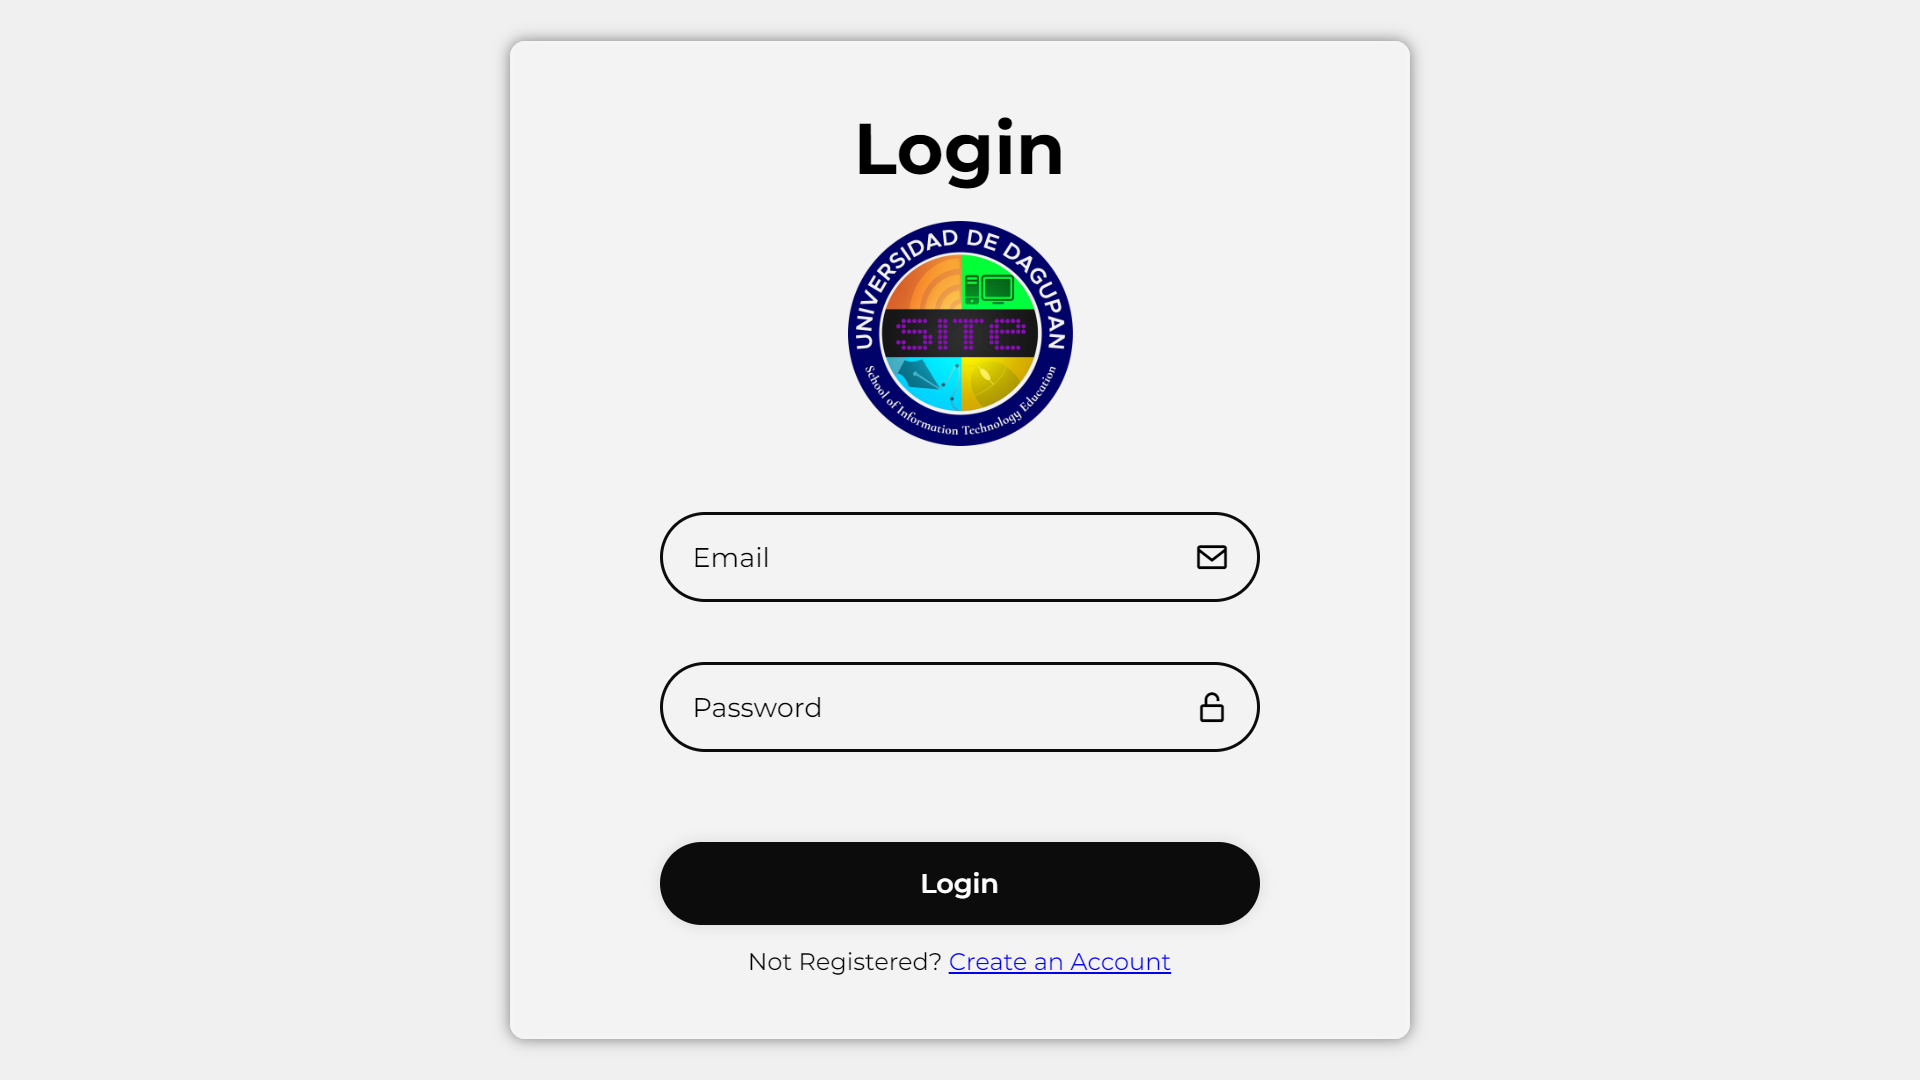 Login
UNIVERSIDAD DE DAGUPAN
SITE
School of Information Technology Education
Email
Password
Login
Not Registered? Create an Account